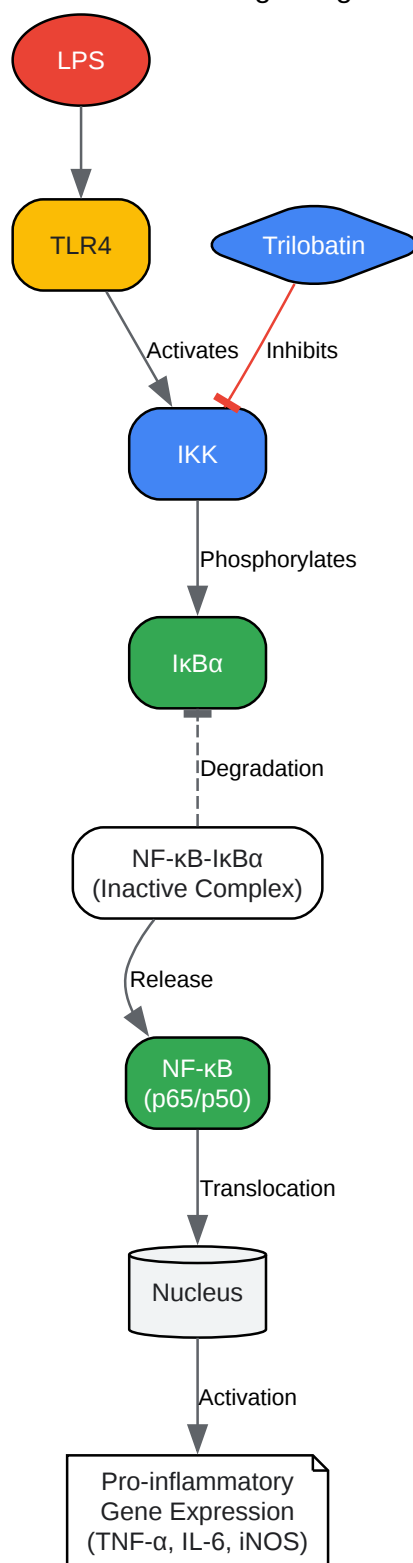 LPS
TLR4
Trilobatin
Activates
Inhibits
IKK
Phosphorylates
IκBα
Degradation
NF-κB-IκBα
(Inactive Complex)
Release
NF-κB
(p65/p50)
Translocation
Nucleus
Activation
Pro-inflammatory
Gene Expression
(TNF-α, IL-6, iNOS)